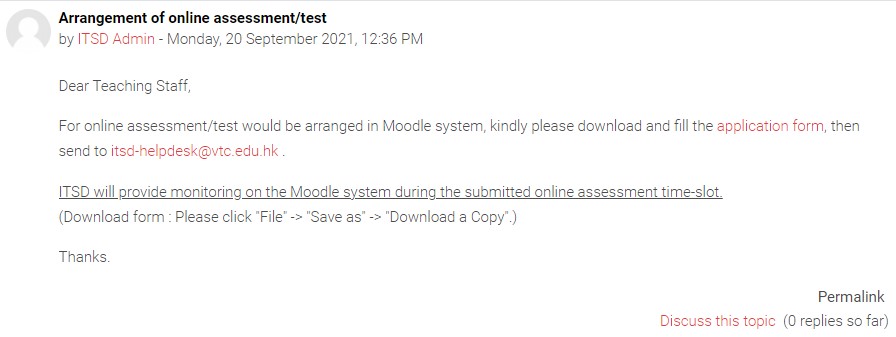 Arrangement of online assessment/test
by ITSD Admin - Monday, 20 September 2021, 12:36 PM
Dear Teaching Staff,
For online assessment/test would be arranged in Moodle system, kindly please download and fill the application form, then
send to itsd-helpdesk@vtc.edu.hk .
ITSD will provide monitoring on the Moodle system during the submitted online assessment time-slot.
(Download form : Please click "File" -> "Save as" -> "Download a Copy".)
Thanks.
Permalink
Discuss this topic (0 replies so far)